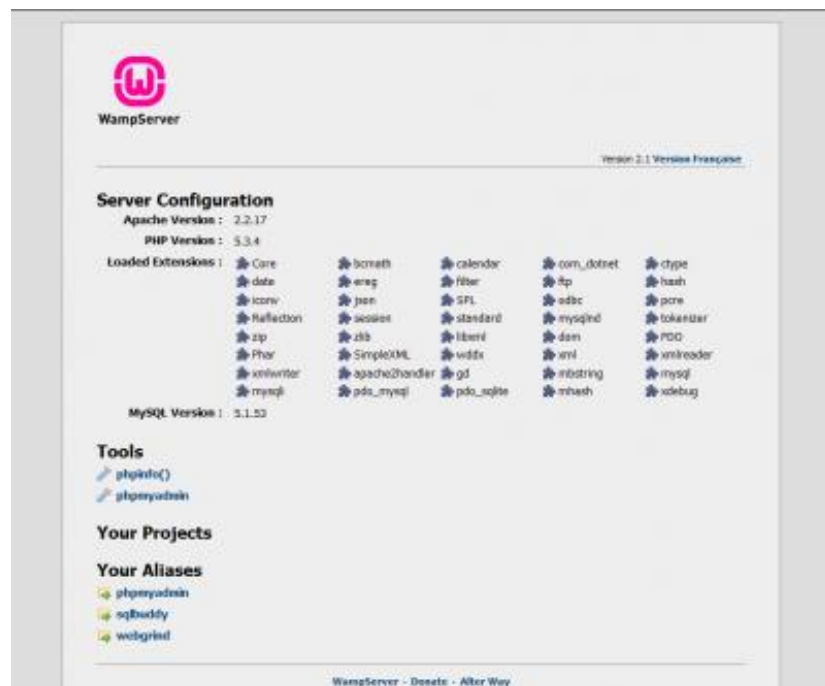 WampServer
Version 2.1 Version Française
Server Configuration
Apache Version : 2.2.17
PHP Version : 5.3.4
Loaded Extensions : Core bcmath calendar com_dotnet ctype
date ereg filter ftp hash
iconv json SPL odbc pcre
Reflection session standard mysqlnd tokenizer
zip zlib libxml dom PDO
Phar SimpleXML wddx xml xmlreader
xmlwriter apache2handler gd mbstring mysql
mysqli pdo_mysql pdo_sqlite mhash xdebug
MySQL Version : 5.1.53
Tools
phpinfo()
phpmyadmin
Your Projects
Your Aliases
phpmyadmin
sqlbuddy
webgrind
WampServer - Donate - Alter Way